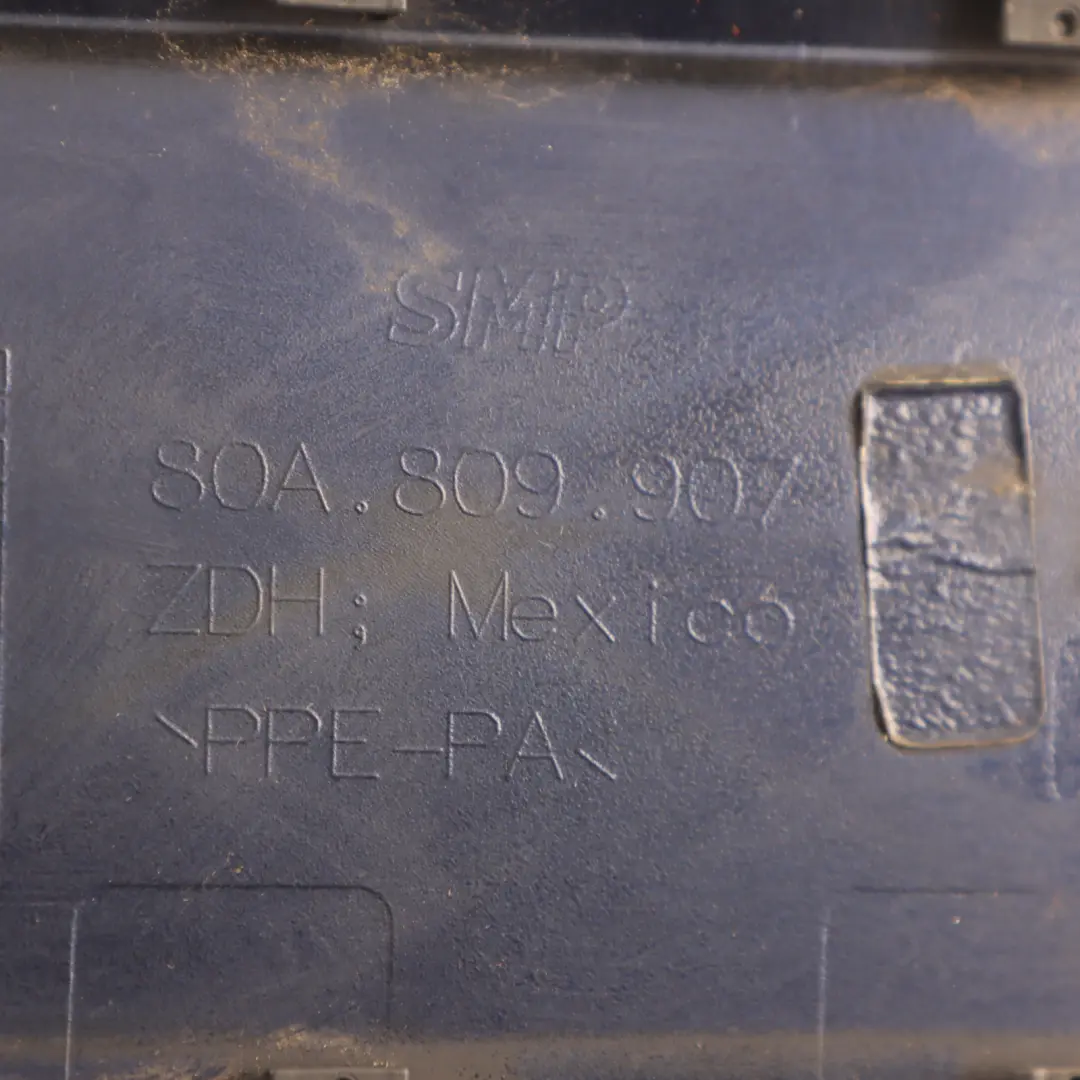 SMP
80A.809.907
ZDH; Mexico
>PPE-PA<